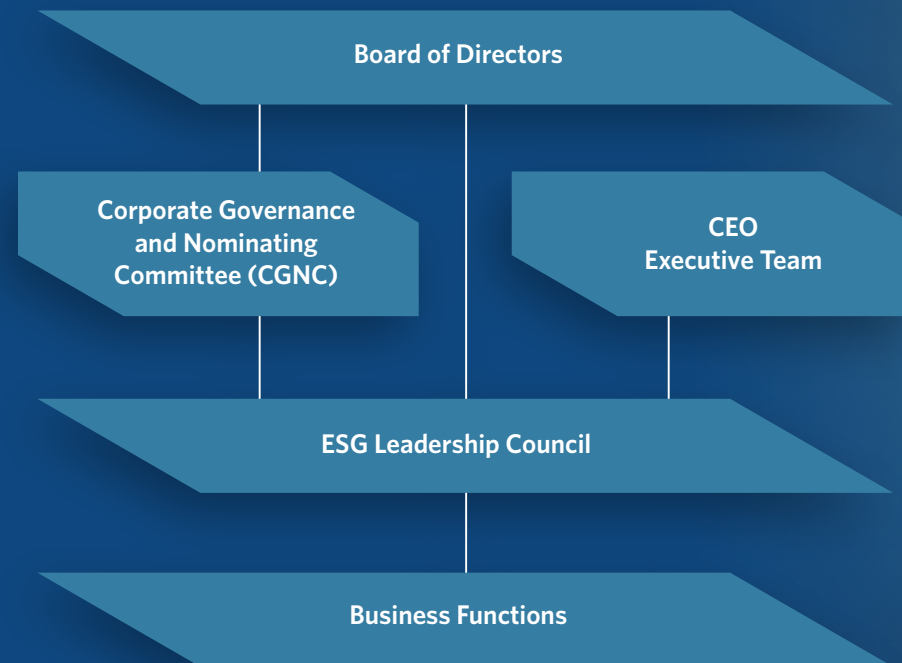 Board of Directors
Corporate Governance
and Nominating
Committee (CGNC)
CEO
Executive Team
ESG Leadership Council
Business Functions